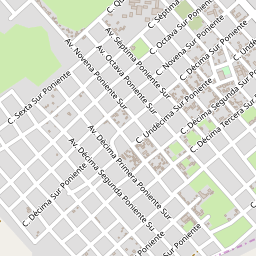 C. Séptima
C. Octava Sur Poniente
C. Novena Sur Poniente
C. Décima Sur Poniente
Av. Séptima Poniente Sur
Av. Octava Poniente Sur
Av. Novena Poniente Sur
C. Sexta Sur Poniente
C. Undécima Sur Poniente
C. Décima Segunda Sur
C. Décima Tercera Sur
Av. Décima Primera Poniente Sur
Av. Décima Segunda Poniente Su
C. Décima Sur Poniente
Poniente
Sur Poniente